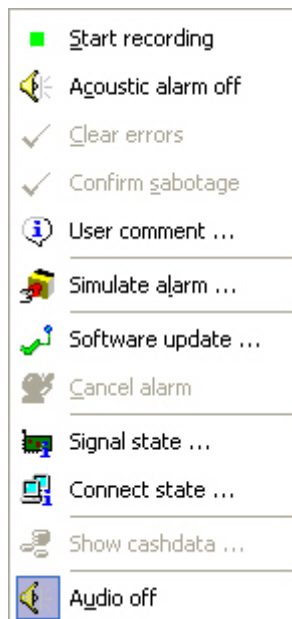 Start recording
Acoustic alarm off
Clear errors
Confirm sabotage
User comment ...
Simulate alarm ...
Software update ...
Cancel alarm
Signal state ...
Connect state ...
Show cashdata ...
Audio off